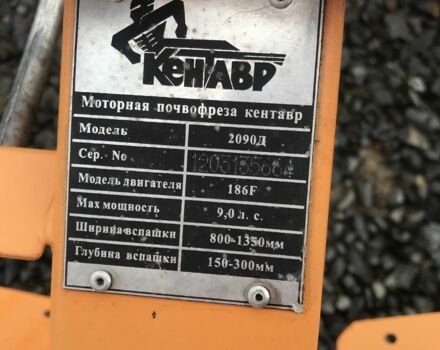 КЕНТАВР
Моторная почвофреза кентавр
Модель 2090Д
Сер. No 1203135664
Модель двигателя 186F
Мах мощность 9,0 л. с.
Ширина вспашки 800-1350мм
Глубина вспашки 150-300мм